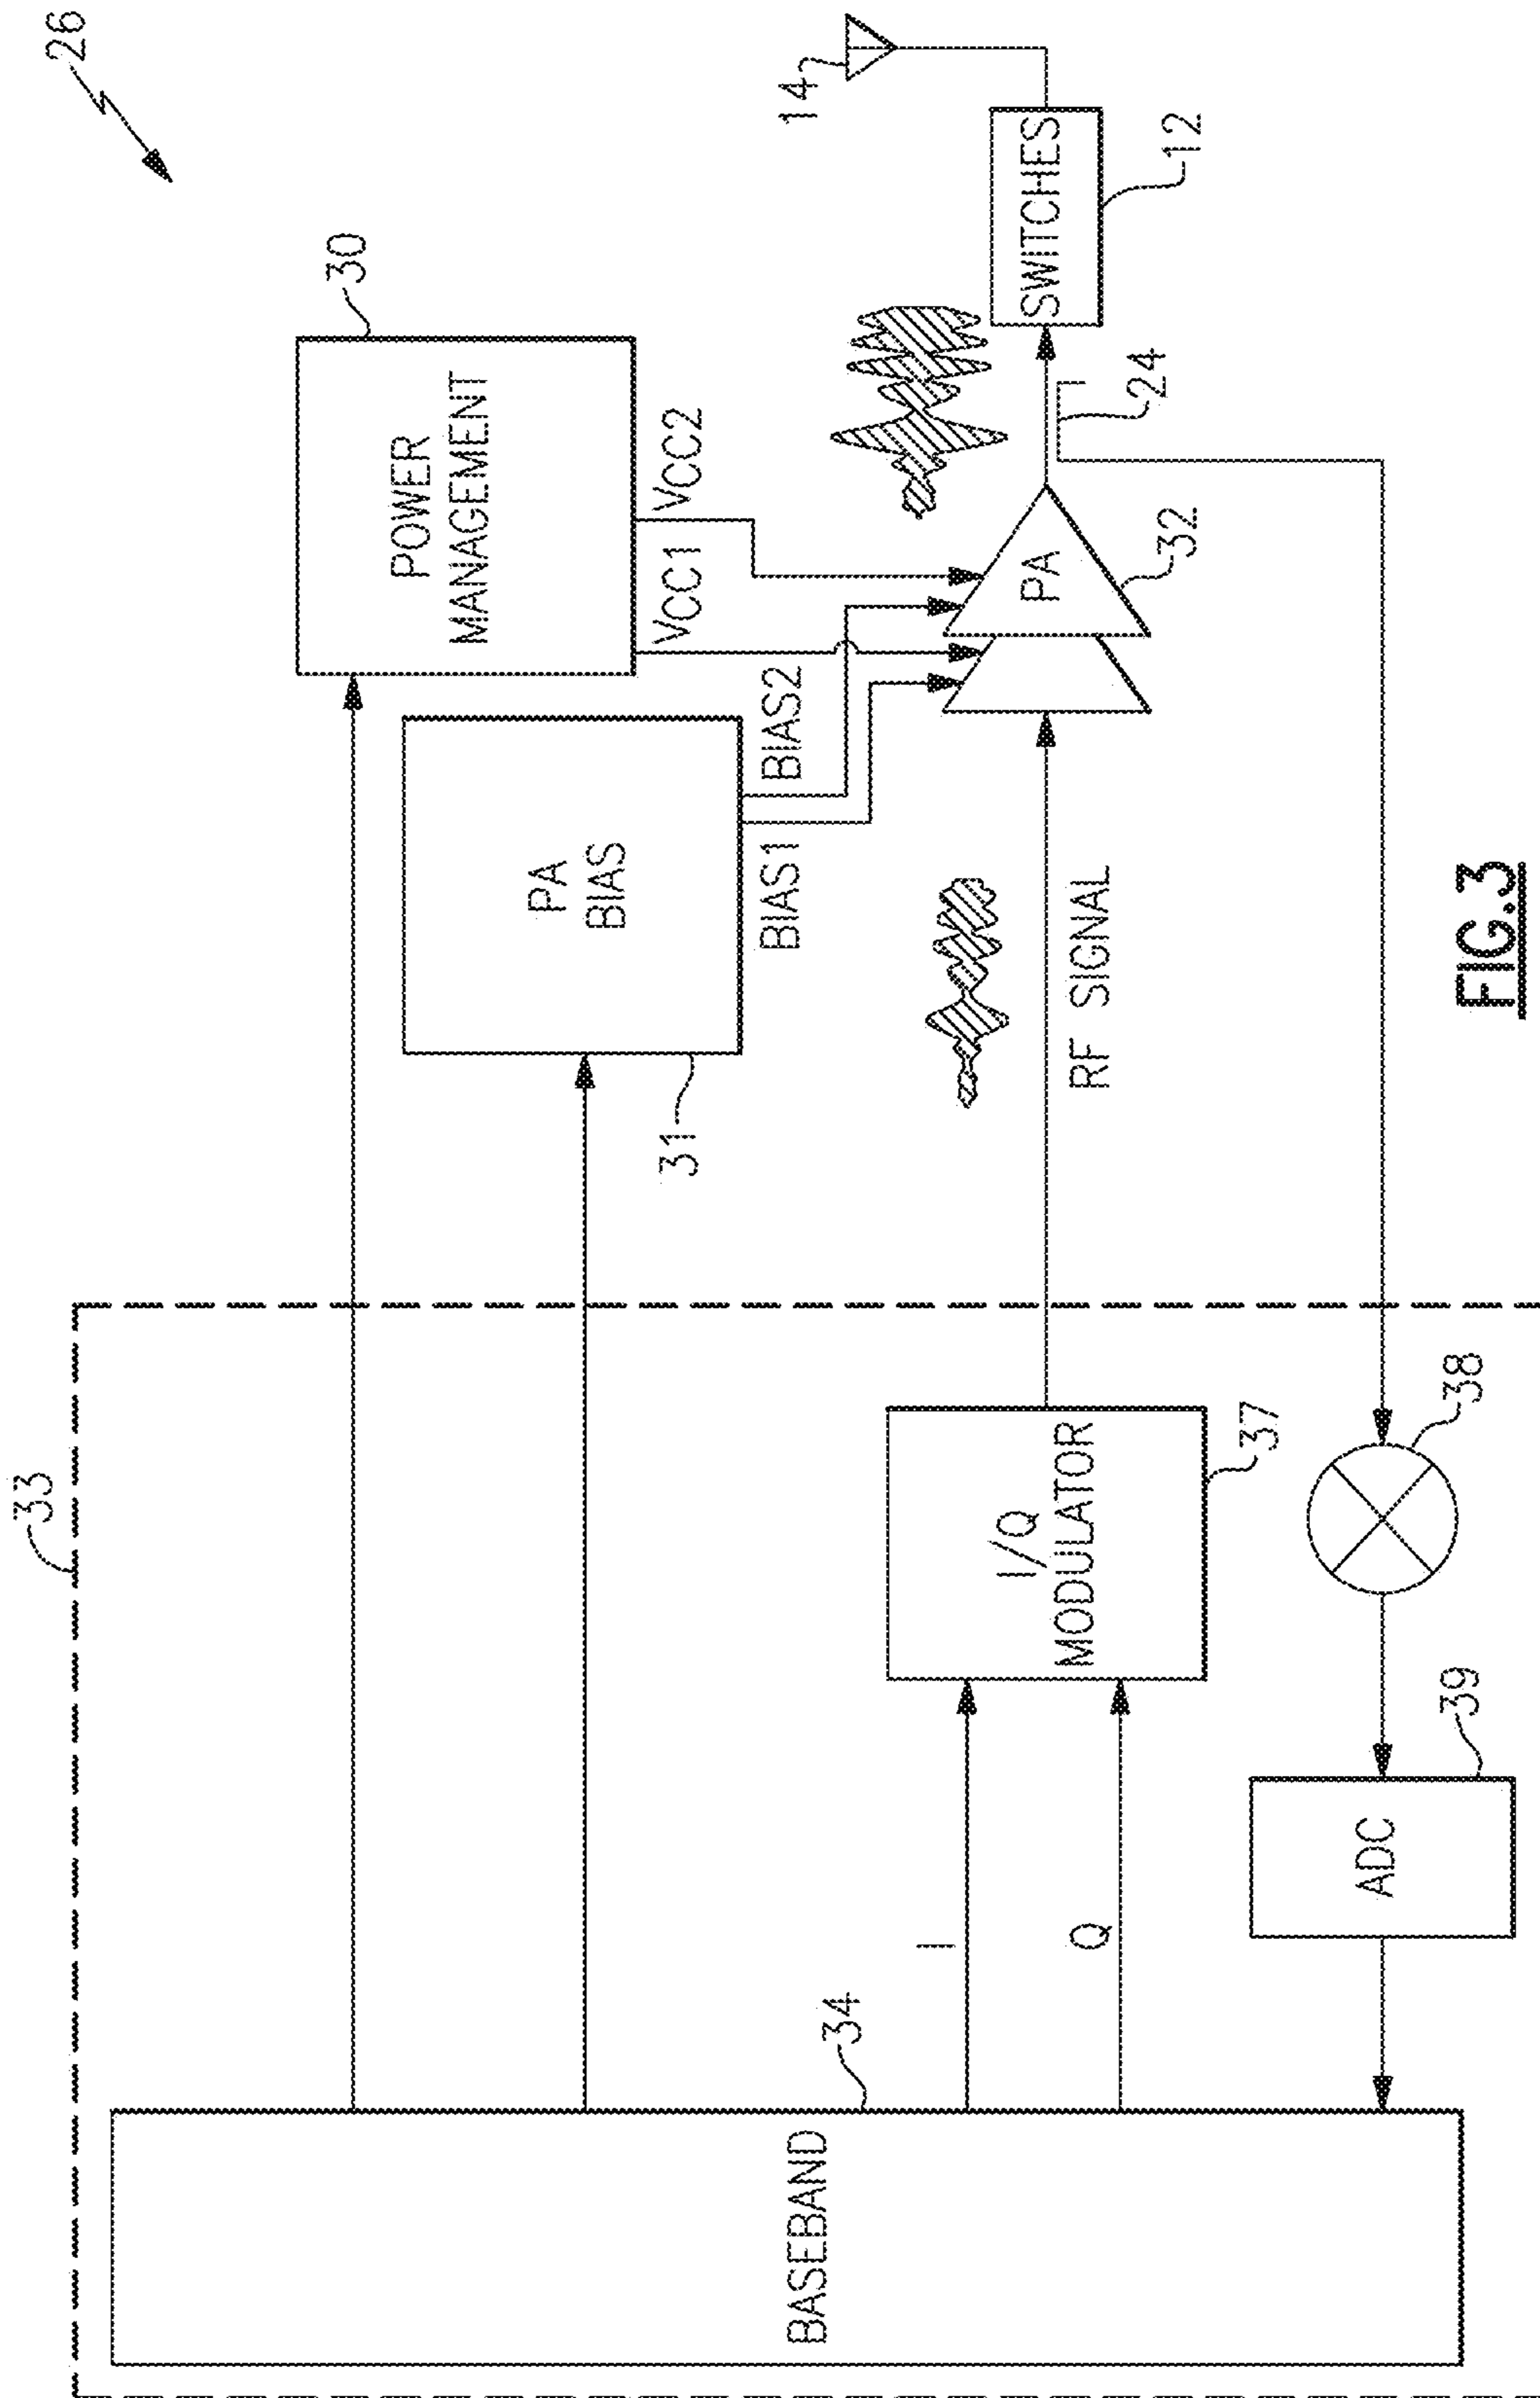 26
33
30
POWER
MANAGEMENT
PA
BIAS
31
VCC1
VCC2
BIAS1
BIAS2
14
34
BASEBAND
I
Q
I/Q
MODULATOR
37
RF SIGNAL
PA
32
SWITCHES
12
24
38
ADC
39
FIG.3